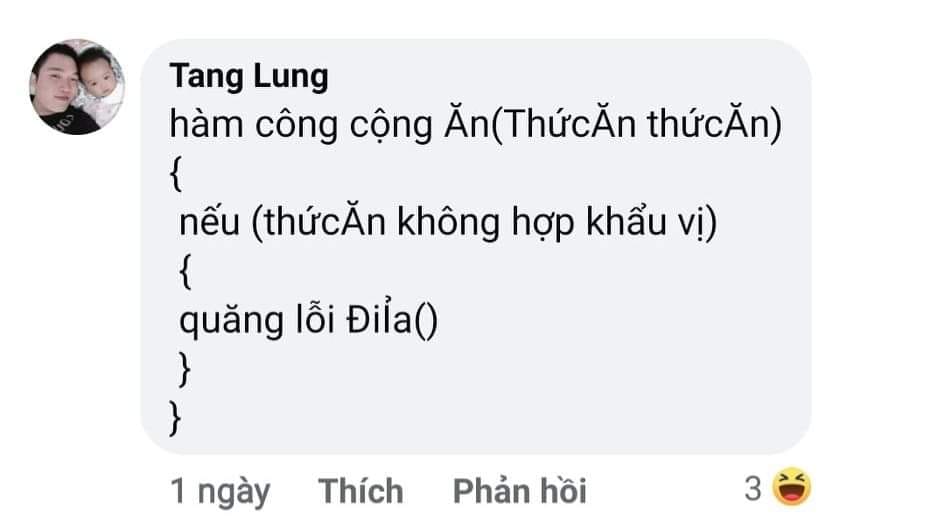 Tang Lung
hàm công cộng Ăn(ThứcĂn thứcĂn)
{
nếu (thứcĂn không hợp khẩu vị)
{
quăng lỗi ĐiỈa()
}
}
1 ngày Thích Phản hồi 3